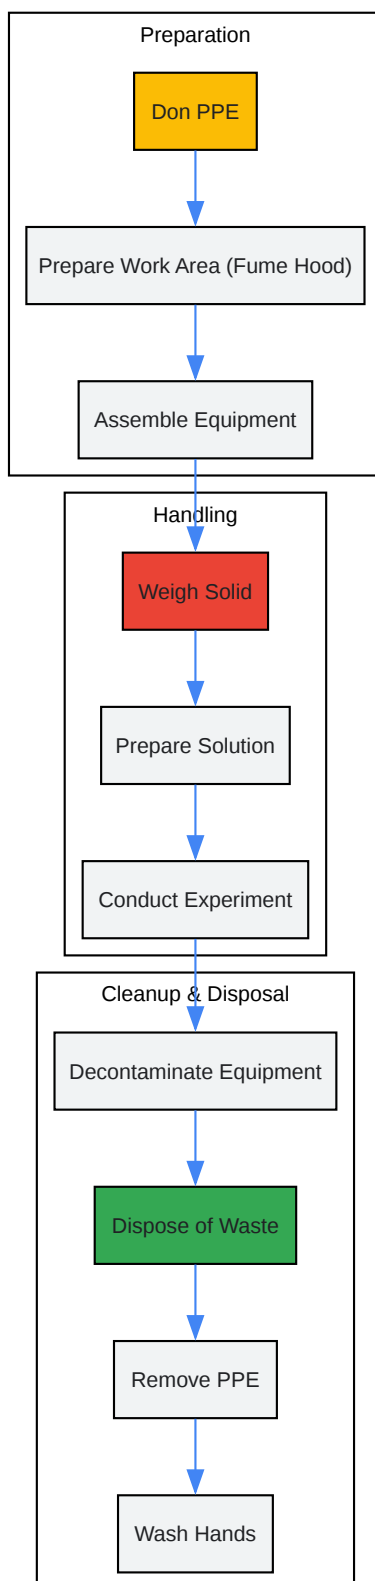 Preparation
Don PPE
Prepare Work Area (Fume Hood)
Assemble Equipment
Handling
Weigh Solid
Prepare Solution
Conduct Experiment
Cleanup & Disposal
Decontaminate Equipment
Dispose of Waste
Remove PPE
Wash Hands